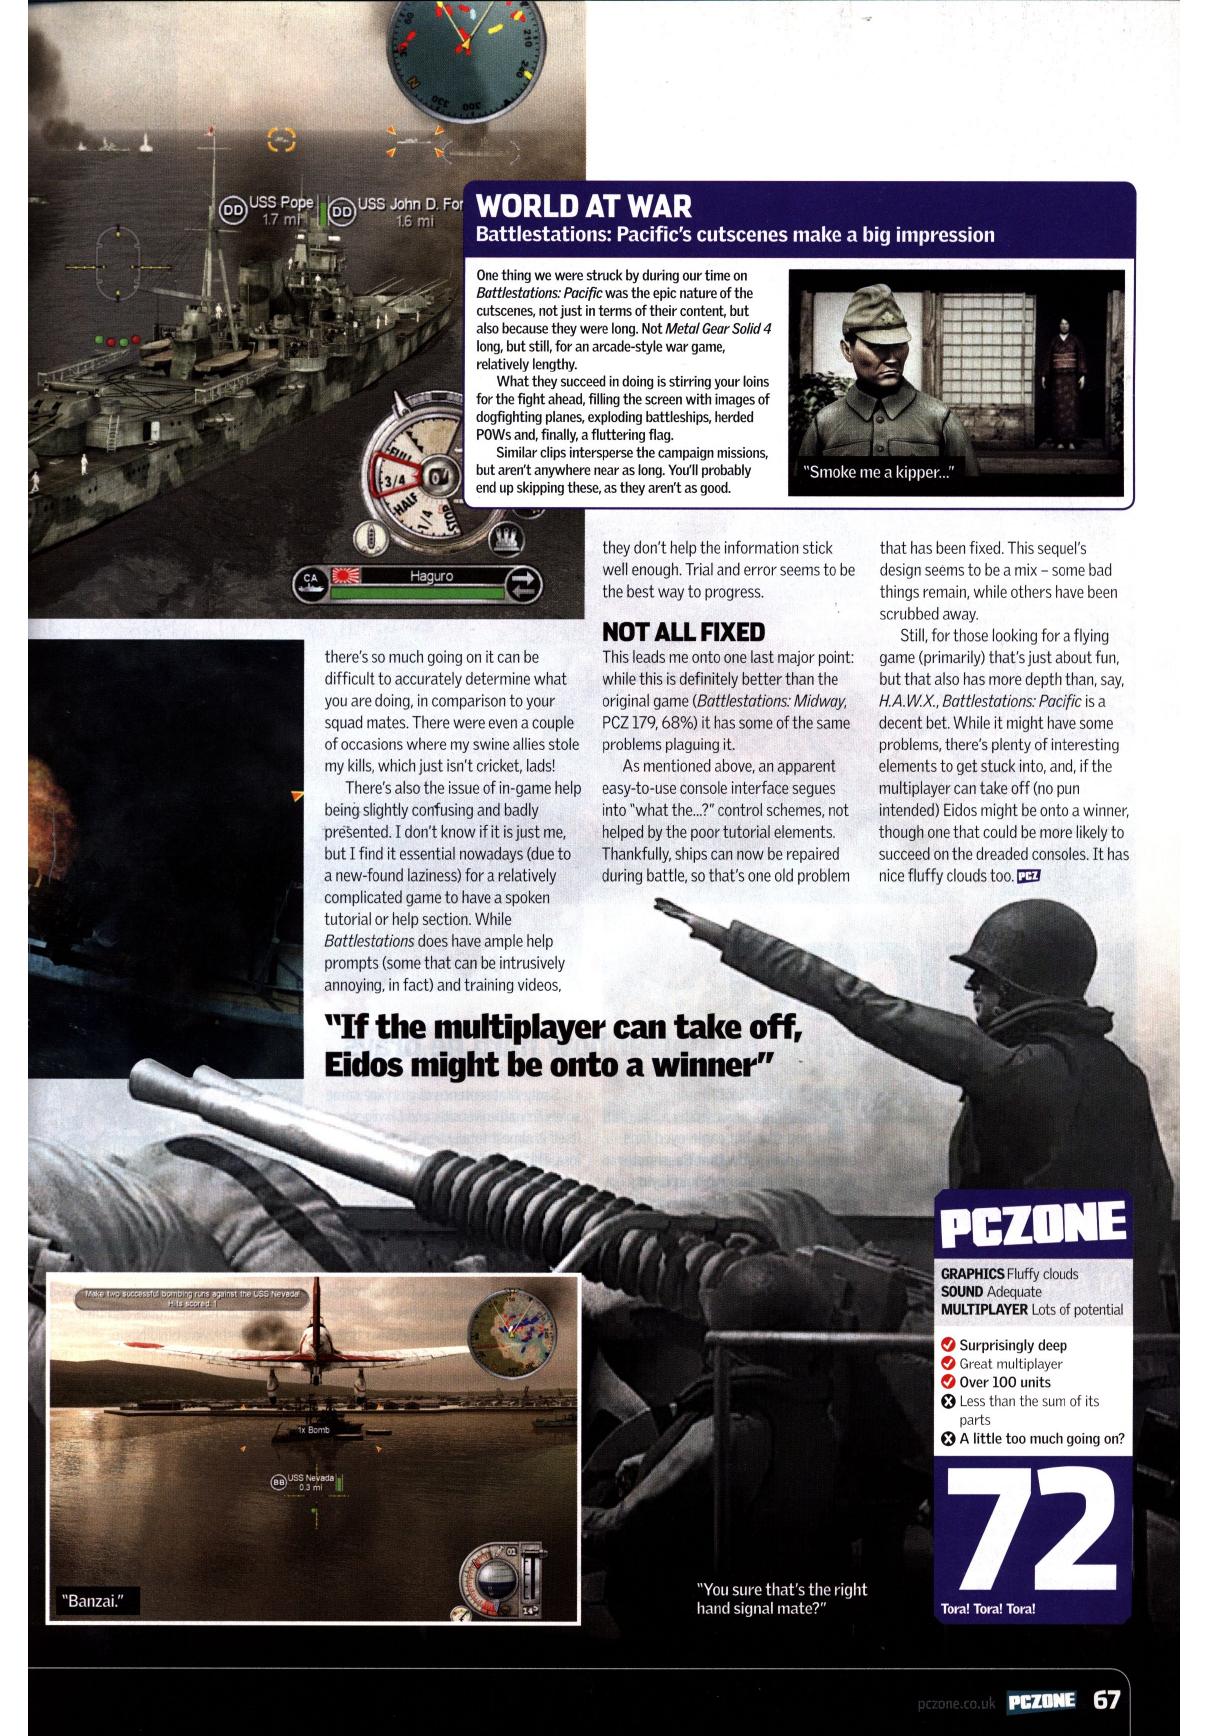 USS Pope
1.7 mi
DD
DD
USS John D. For
1.6 mi
WORLD AT WAR
Battlestations: Pacific's cutscenes make a big impression
One thing we were struck by during our time on
Battlestations: Pacific was the epic nature of the
cutscenes, not just in terms of their content, but
also because they were long. Not Metal Gear Solid 4
long, but still, for an arcade-style war game,
relatively lengthy.
What they succeed in doing is stirring your loins
for the fight ahead, filling the screen with images of
dogfighting planes, exploding battleships, herded
POWs and, finally, a fluttering flag.
Similar clips intersperse the campaign missions,
but aren't anywhere near as long. You'll probably
end up skipping these, as they aren't as good.
"Smoke me a kipper..."
FULL
3/4
HALF
1/4
STOP
CA
Haguro
there's so much going on it can be
difficult to accurately determine what
you are doing, in comparison to your
squad mates. There were even a couple
of occasions where my swine allies stole
my kills, which just isn't cricket, lads!
There's also the issue of in-game help
being slightly confusing and badly
presented. I don't know if it is just me,
but I find it essential nowadays (due to
a new-found laziness) for a relatively
complicated game to have a spoken
tutorial or help section. While
Battlestations does have ample help
prompts (some that can be intrusively
annoying, in fact) and training videos,
they don't help the information stick
well enough. Trial and error seems to be
the best way to progress.
NOT ALL FIXED
This leads me onto one last major point:
while this is definitely better than the
original game (Battlestations: Midway,
PCZ 179, 68%) it has some of the same
problems plaguing it.
As mentioned above, an apparent
easy-to-use console interface segues
into "what the...?" control schemes, not
helped by the poor tutorial elements.
Thankfully, ships can now be repaired
during battle, so that's one old problem
that has been fixed. This sequel's
design seems to be a mix – some bad
things remain, while others have been
scrubbed away.
Still, for those looking for a flying
game (primarily) that's just about fun,
but that also has more depth than, say,
H.A.W.X., Battlestations: Pacific is a
decent bet. While it might have some
problems, there's plenty of interesting
elements to get stuck into, and, if the
multiplayer can take off (no pun
intended) Eidos might be onto a winner,
though one that could be more likely to
succeed on the dreaded consoles. It has
nice fluffy clouds too. PCZ
"If the multiplayer can take off,
Eidos might be onto a winner"
Make two successful bombing runs against the USS Nevada!
Hits scored: 1
1x Bomb
BB
USS Nevada
0.3 mi
"Banzai."
"You sure that's the right
hand signal mate?"
PCZONE
GRAPHICS Fluffy clouds
SOUND Adequate
MULTIPLAYER Lots of potential
Surprisingly deep
Great multiplayer
Over 100 units
Less than the sum of its
parts
A little too much going on?
72
Tora! Tora! Tora!
pczone.co.uk PCZONE 67